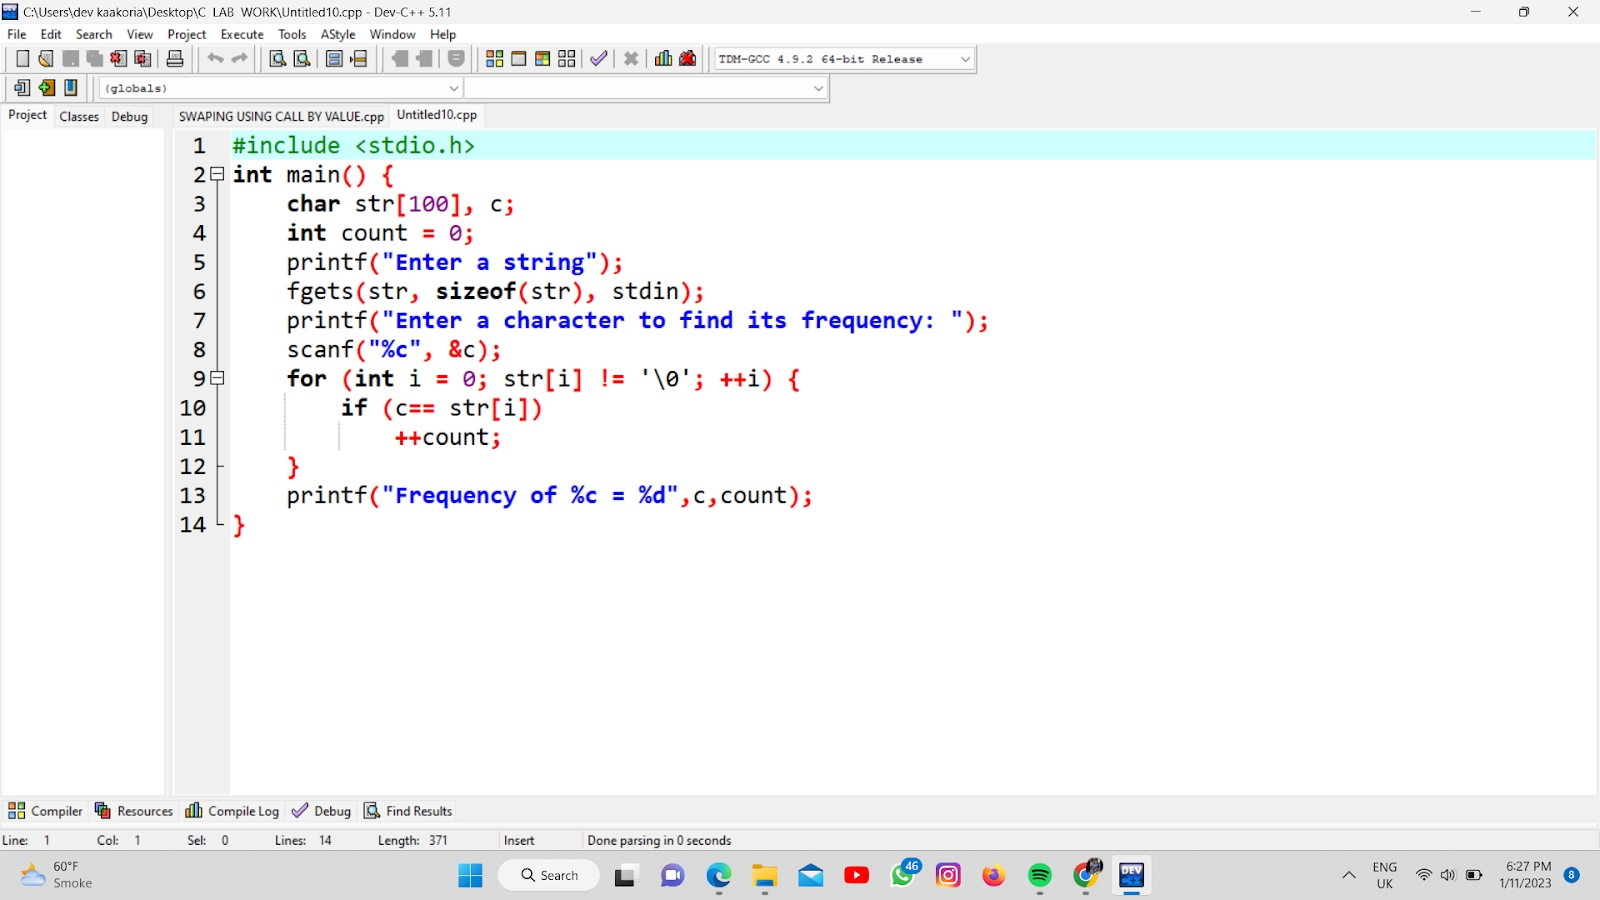 C:\Users\dev kaakoria\Desktop\C LAB WORK\Untitled10.cpp - Dev-C++ 5.11
File Edit Search View Project Execute Tools AStyle Window Help
TDM-GCC 4.9.2 64-bit Release
(globals)
Project Classes Debug SWAPING USING CALL BY VALUE.cpp Untitled10.cpp
1 #include <stdio.h>
2 int main() {
3 char str[100], c;
4 int count = 0;
5 printf("Enter a string");
6 fgets(str, sizeof(str), stdin);
7 printf("Enter a character to find its frequency: ");
8 scanf("%c", &c);
9 for (int i = 0; str[i] != '\0'; ++i) {
10 if (c== str[i])
11 ++count;
12 }
13 printf("Frequency of %c = %d",c,count);
14 }
Compiler Resources Compile Log Debug Find Results
Line: 1 Col: 1 Sel: 0 Lines: 14 Length: 371 Insert Done parsing in 0 seconds
60°F
Smoke
Search
46
DEV
ENG
UK
6:27 PM
1/11/2023
8